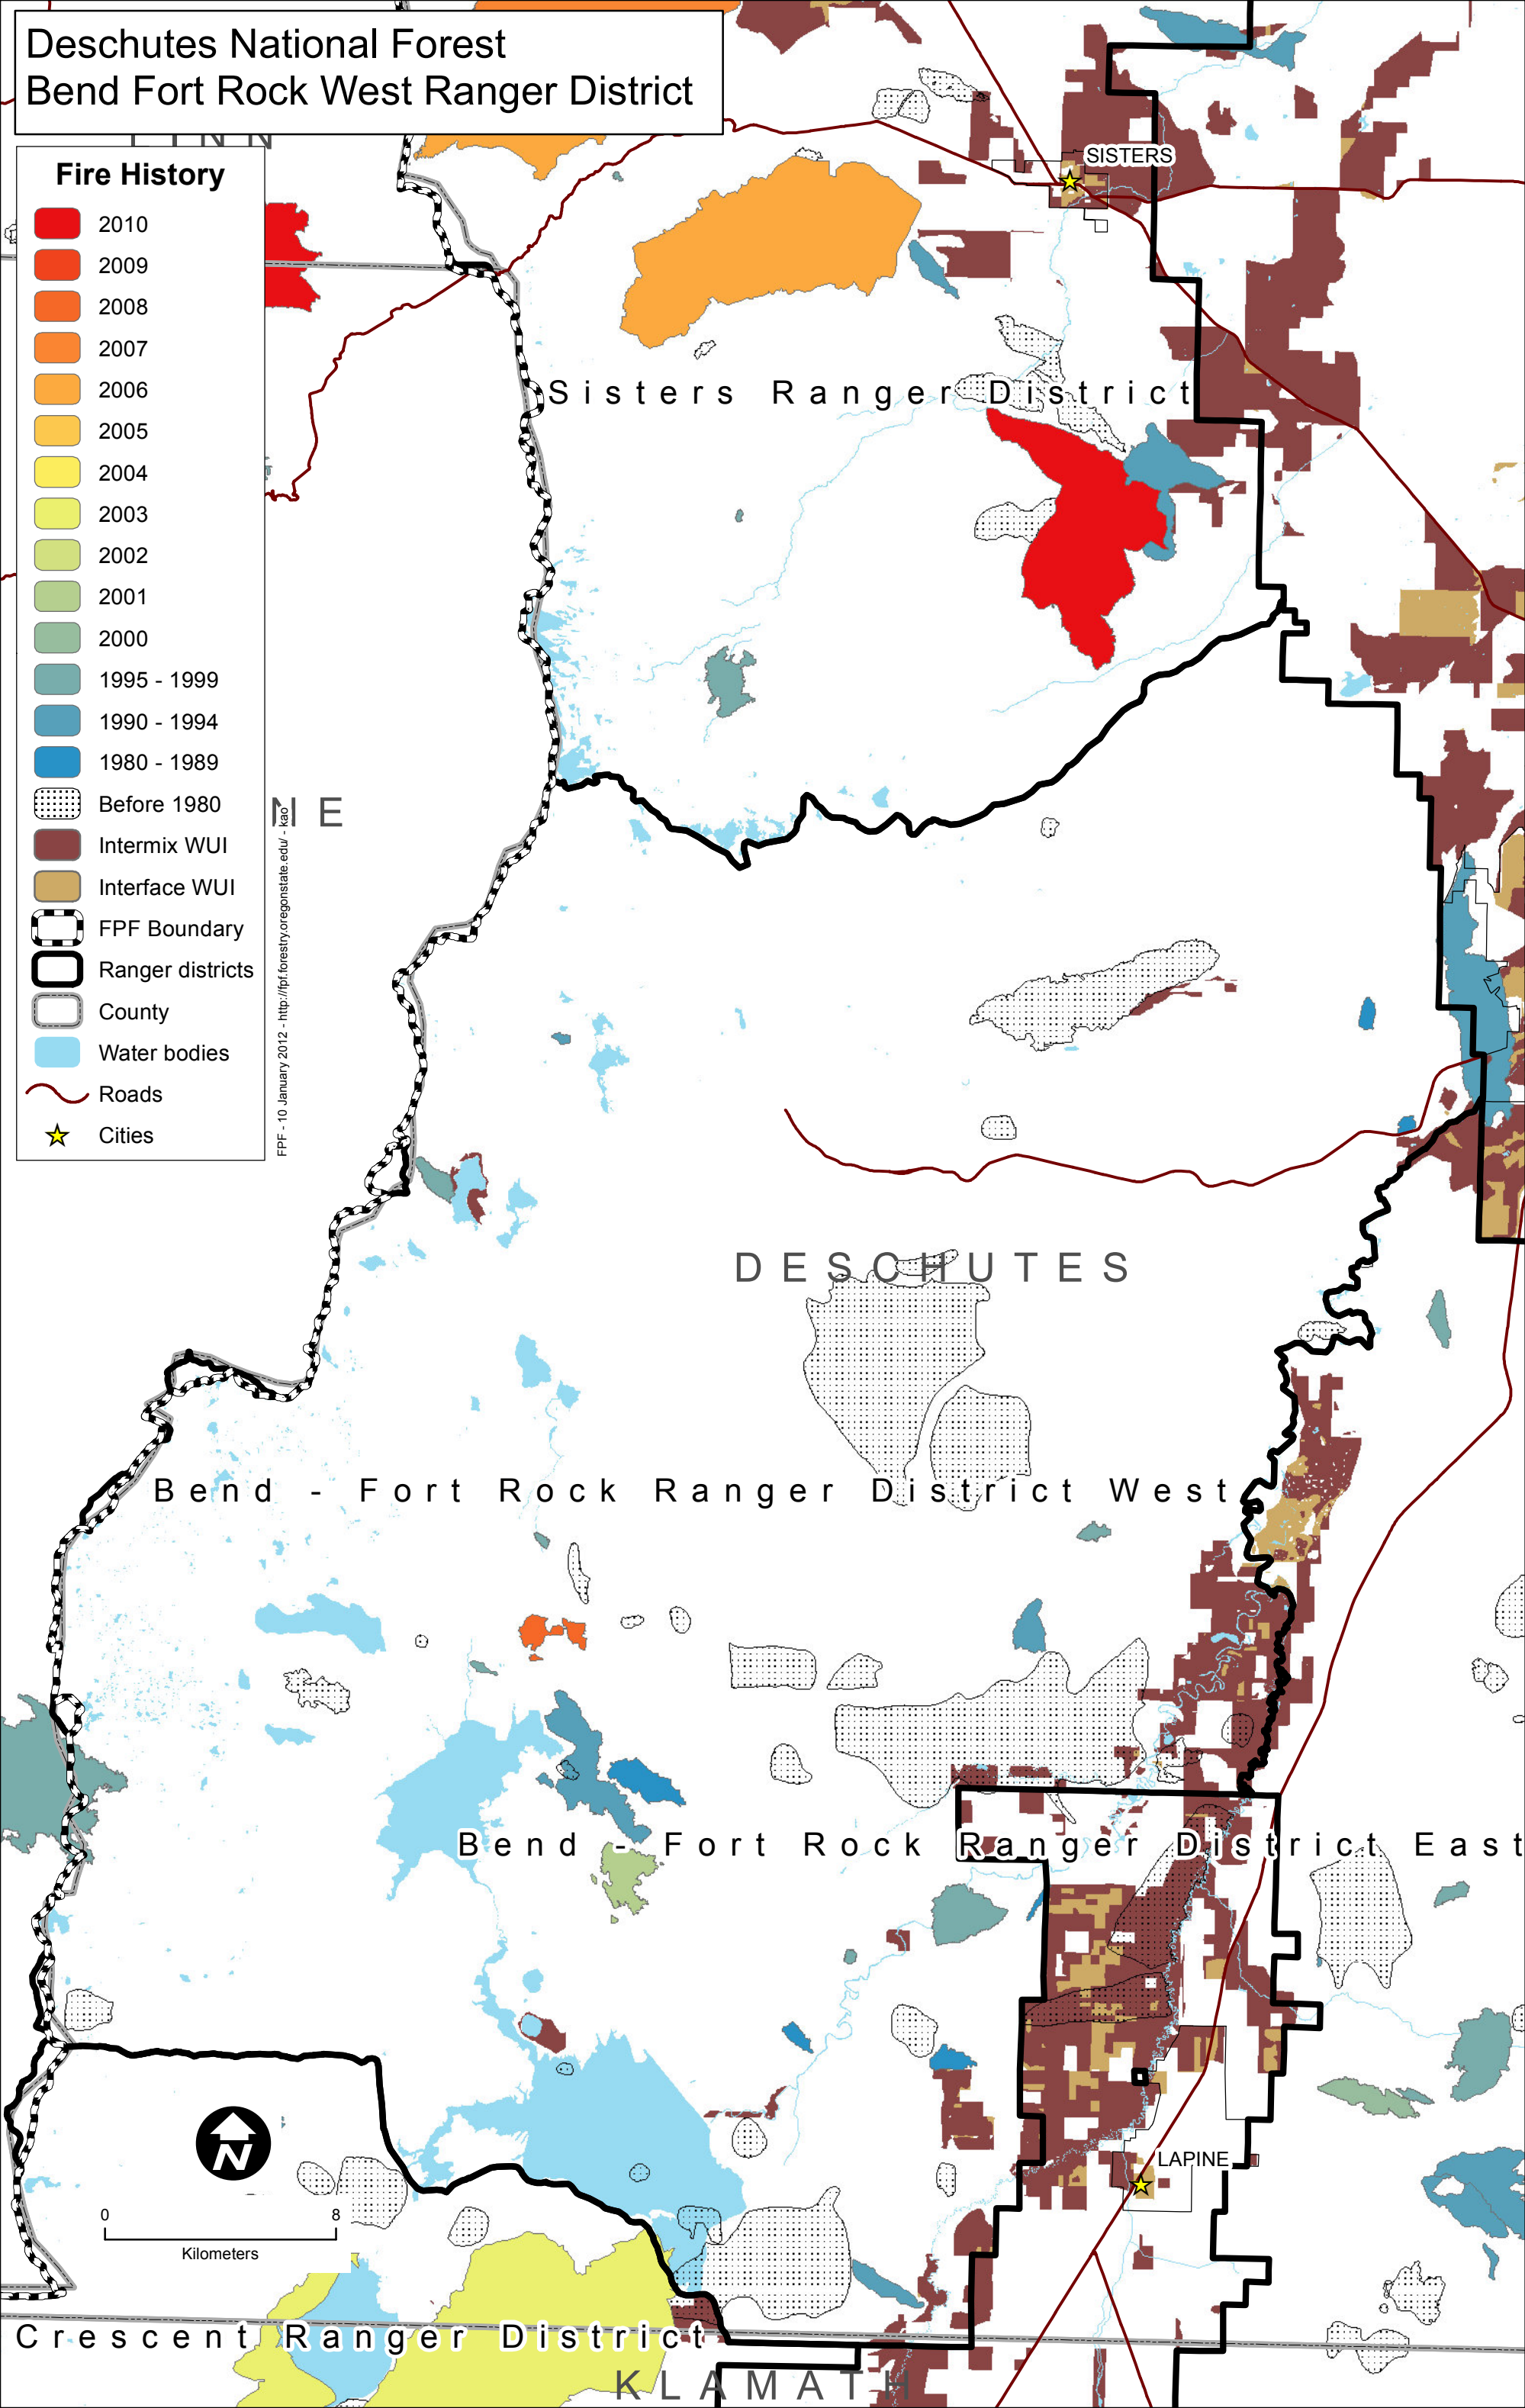 Deschutes National Forest
Bend Fort Rock West Ranger District
Fire History
2010
2009
2008
2007
2006
2005
2004
2003
2002
2001
2000
1995 - 1999
1990 - 1994
1980 - 1989
Before 1980
Intermix WUI
Interface WUI
FPF Boundary
Ranger districts
County
Water bodies
Roads
Cities
FPF - 10 January 2012 - http://fpf.forestry.oregonstate.edu/ - kao
SISTERS
Sisters Ranger District
N E
DESCHUTES
Bend - Fort Rock Ranger District West
Bend - Fort Rock Ranger District East
LAPINE
N
0 8
Kilometers
Crescent Ranger District
KLAMATH